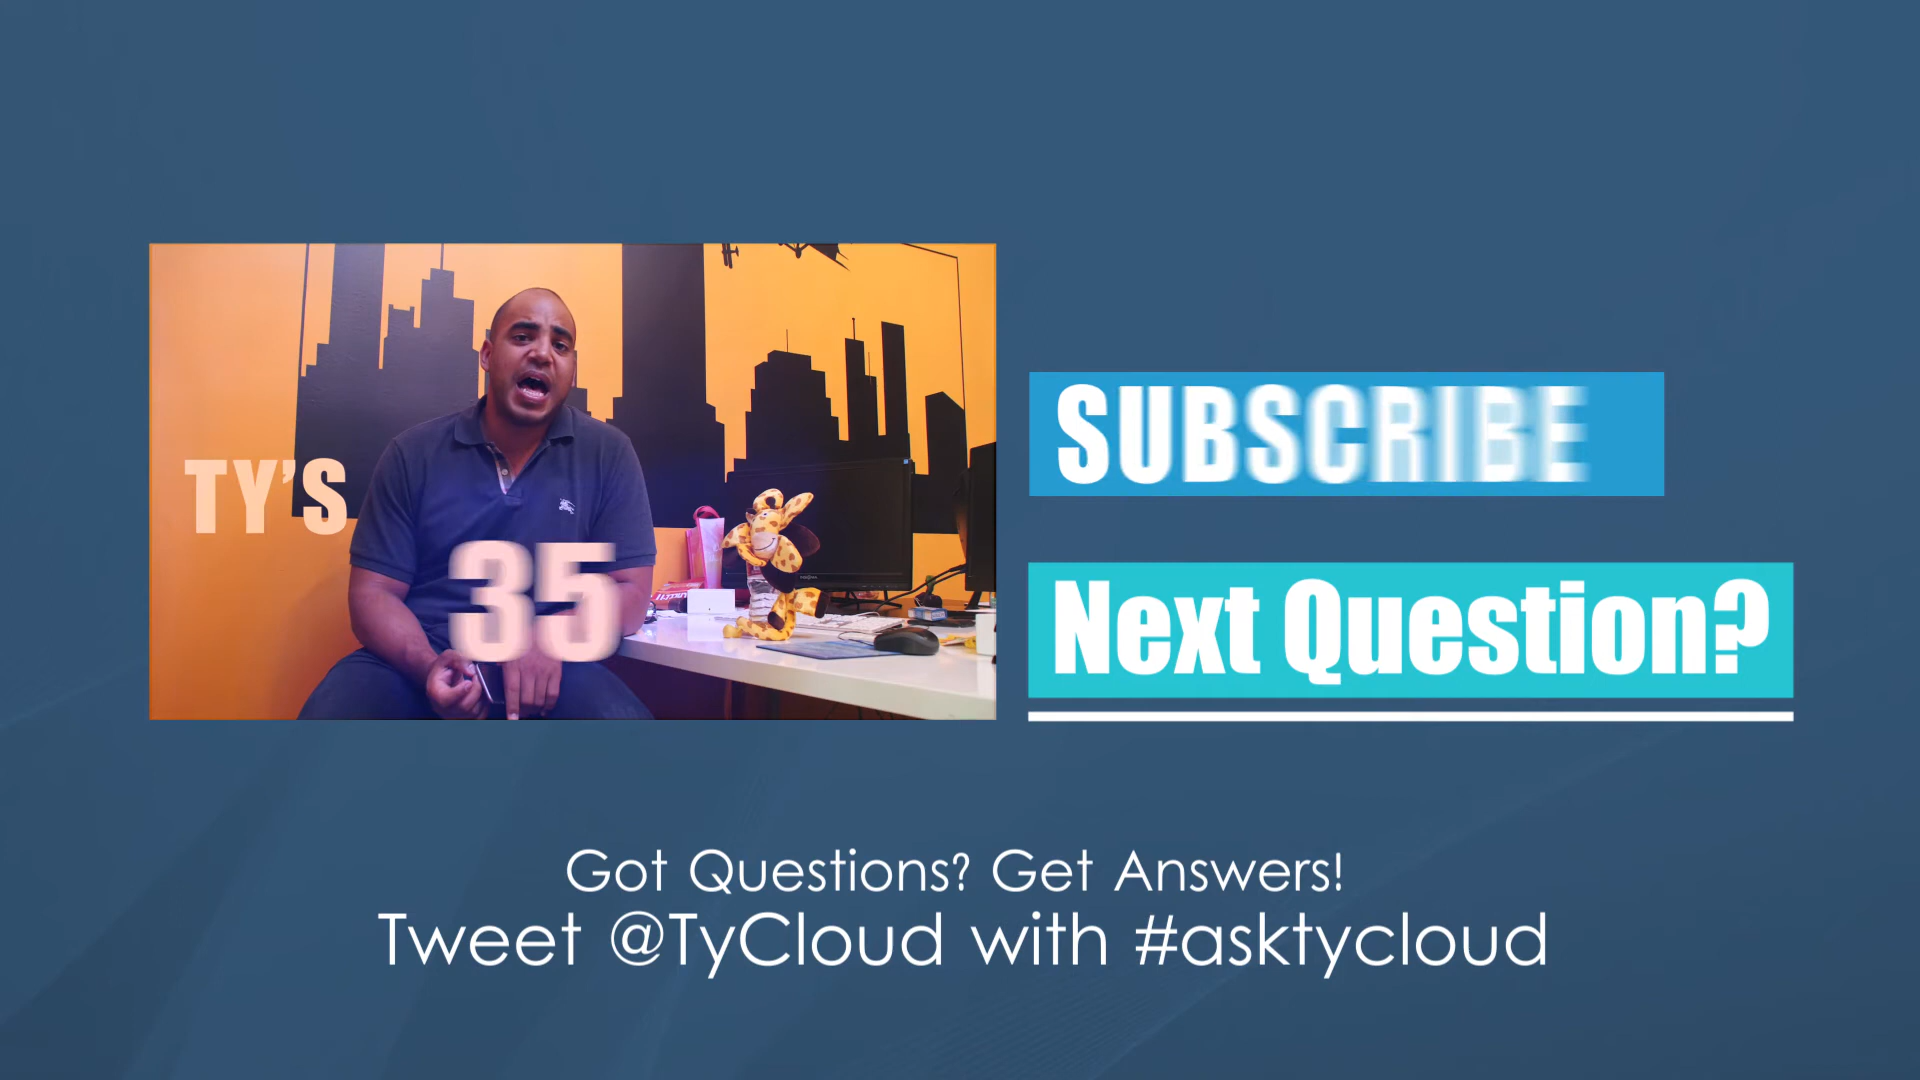 TY'S
35
SUBSCRIBE
Next Question?
Got Questions? Get Answers!
Tweet @TyCloud with #asktycloud